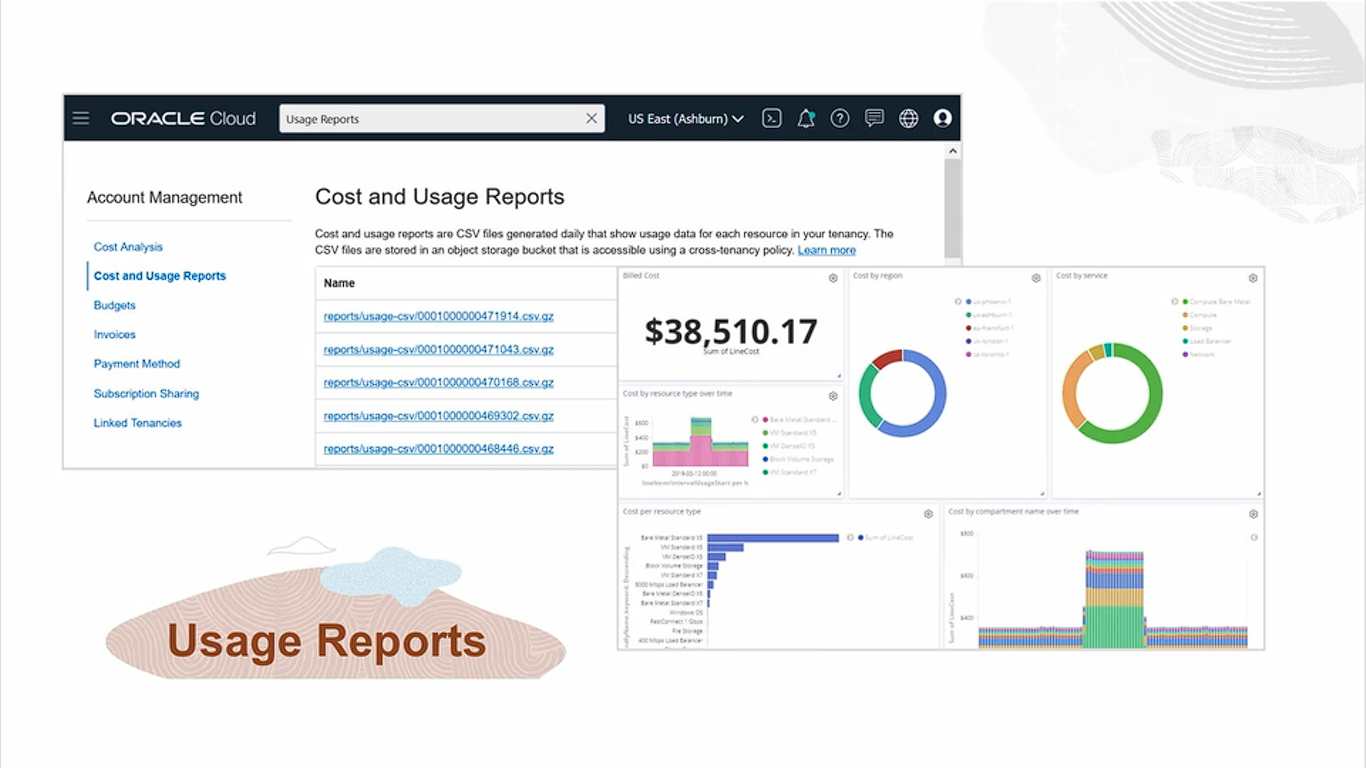 ORACLE Cloud
Usage Reports
US East (Ashburn)
Account Management
Cost Analysis
Cost and Usage Reports
Budgets
Invoices
Payment Method
Subscription Sharing
Linked Tenancies
Cost and Usage Reports
Cost and usage reports are CSV files generated daily that show usage data for each resource in your tenancy. The
CSV files are stored in an object storage bucket that is accessible using a cross-tenancy policy. Learn more
Name
reports/usage-csv/0001000000471914.csv.gz
reports/usage-csv/0001000000471043.csv.gz
reports/usage-csv/0001000000470168.csv.gz
reports/usage-csv/0001000000469302.csv.gz
reports/usage-csv/0001000000468446.csv.gz
Billed Cost
$38,510.17
Sum of LineCost
Cost by region
us-phoenix-1
us-ashburn-1
eu-frankfurt-1
uk-london-1
ca-toronto-1
Cost by service
Compute Bare Metal
Compute
Storage
Load Balancer
Network
Cost by resource type over time
Sum of LineCost
$600
$400
$200
$0
2019-03-12 00:00
lineItem/intervalUsageStart per h
Bare Metal Standard ...
VM Standard X5
VM DenseIO X5
Block Volume Storage
VM Standard X7
Cost per resource type
Bare Metal Standard X5
VM Standard X5
VM DenseIO X5
Block Volume Storage
VM Standard X7
8000 Mbps Load Balancer
Bare Metal DenseIO X5
Bare Metal Standard X7
Windows OS
FastConnect 1 Gbps
File Storage
400 Mbps Load Balancer
Sum of LineCost
Cost by compartment name over time
Sum of LineCost
$800
$600
$400
Usage Reports